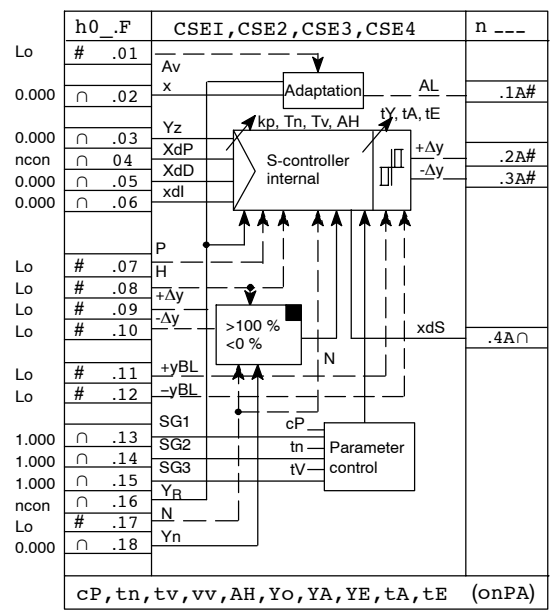 h0_.F CSEI,CSE2,CSE3,CSE4 n ---
Lo # .01 Av
0.000 ∩ .02 x Adaptation AL .1A#
kp, Tn, Tv, AH tY, tA, tE
0.000 ∩ .03 Yz
ncon ∩ 04 XdP S-controller internal +Δy .2A#
0.000 ∩ .05 XdD -Δy .3A#
0.000 ∩ .06 xdI
P
Lo # .07 H
Lo # .08 +Δy
Lo # .09 -Δy
Lo # .10
>100 %
<0 %
xdS .4A∩
N
Lo # .11 +yBL
Lo # .12 −yBL
SG1 cP
1.000 ∩ .13 SG2 tn Parameter control
1.000 ∩ .14 SG3 tV
1.000 ∩ .15 YR
ncon ∩ .16
Lo # .17 N
0.000 ∩ .18 Yn
cP,tn,tv,vv,AH,Yo,YA,YE,tA,tE (onPA)